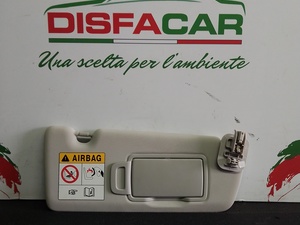 DISFACAR
Una scelta per l'ambiente
AIRBAG